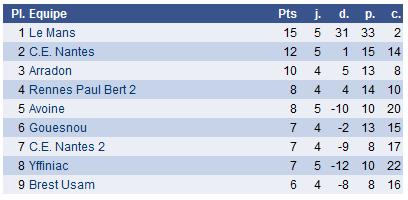 Pl. Equipe Pts j. d. p. c.
1 Le Mans 15 5 31 33 2
2 C.E. Nantes 12 5 1 15 14
3 Arradon 10 4 5 13 8
4 Rennes Paul Bert 2 8 4 4 14 10
5 Avoine 8 5 -10 10 20
6 Gouesnou 7 4 -2 13 15
7 C.E. Nantes 2 7 4 -9 8 17
8 Yffiniac 7 5 -12 10 22
9 Brest Usam 6 4 -8 8 16